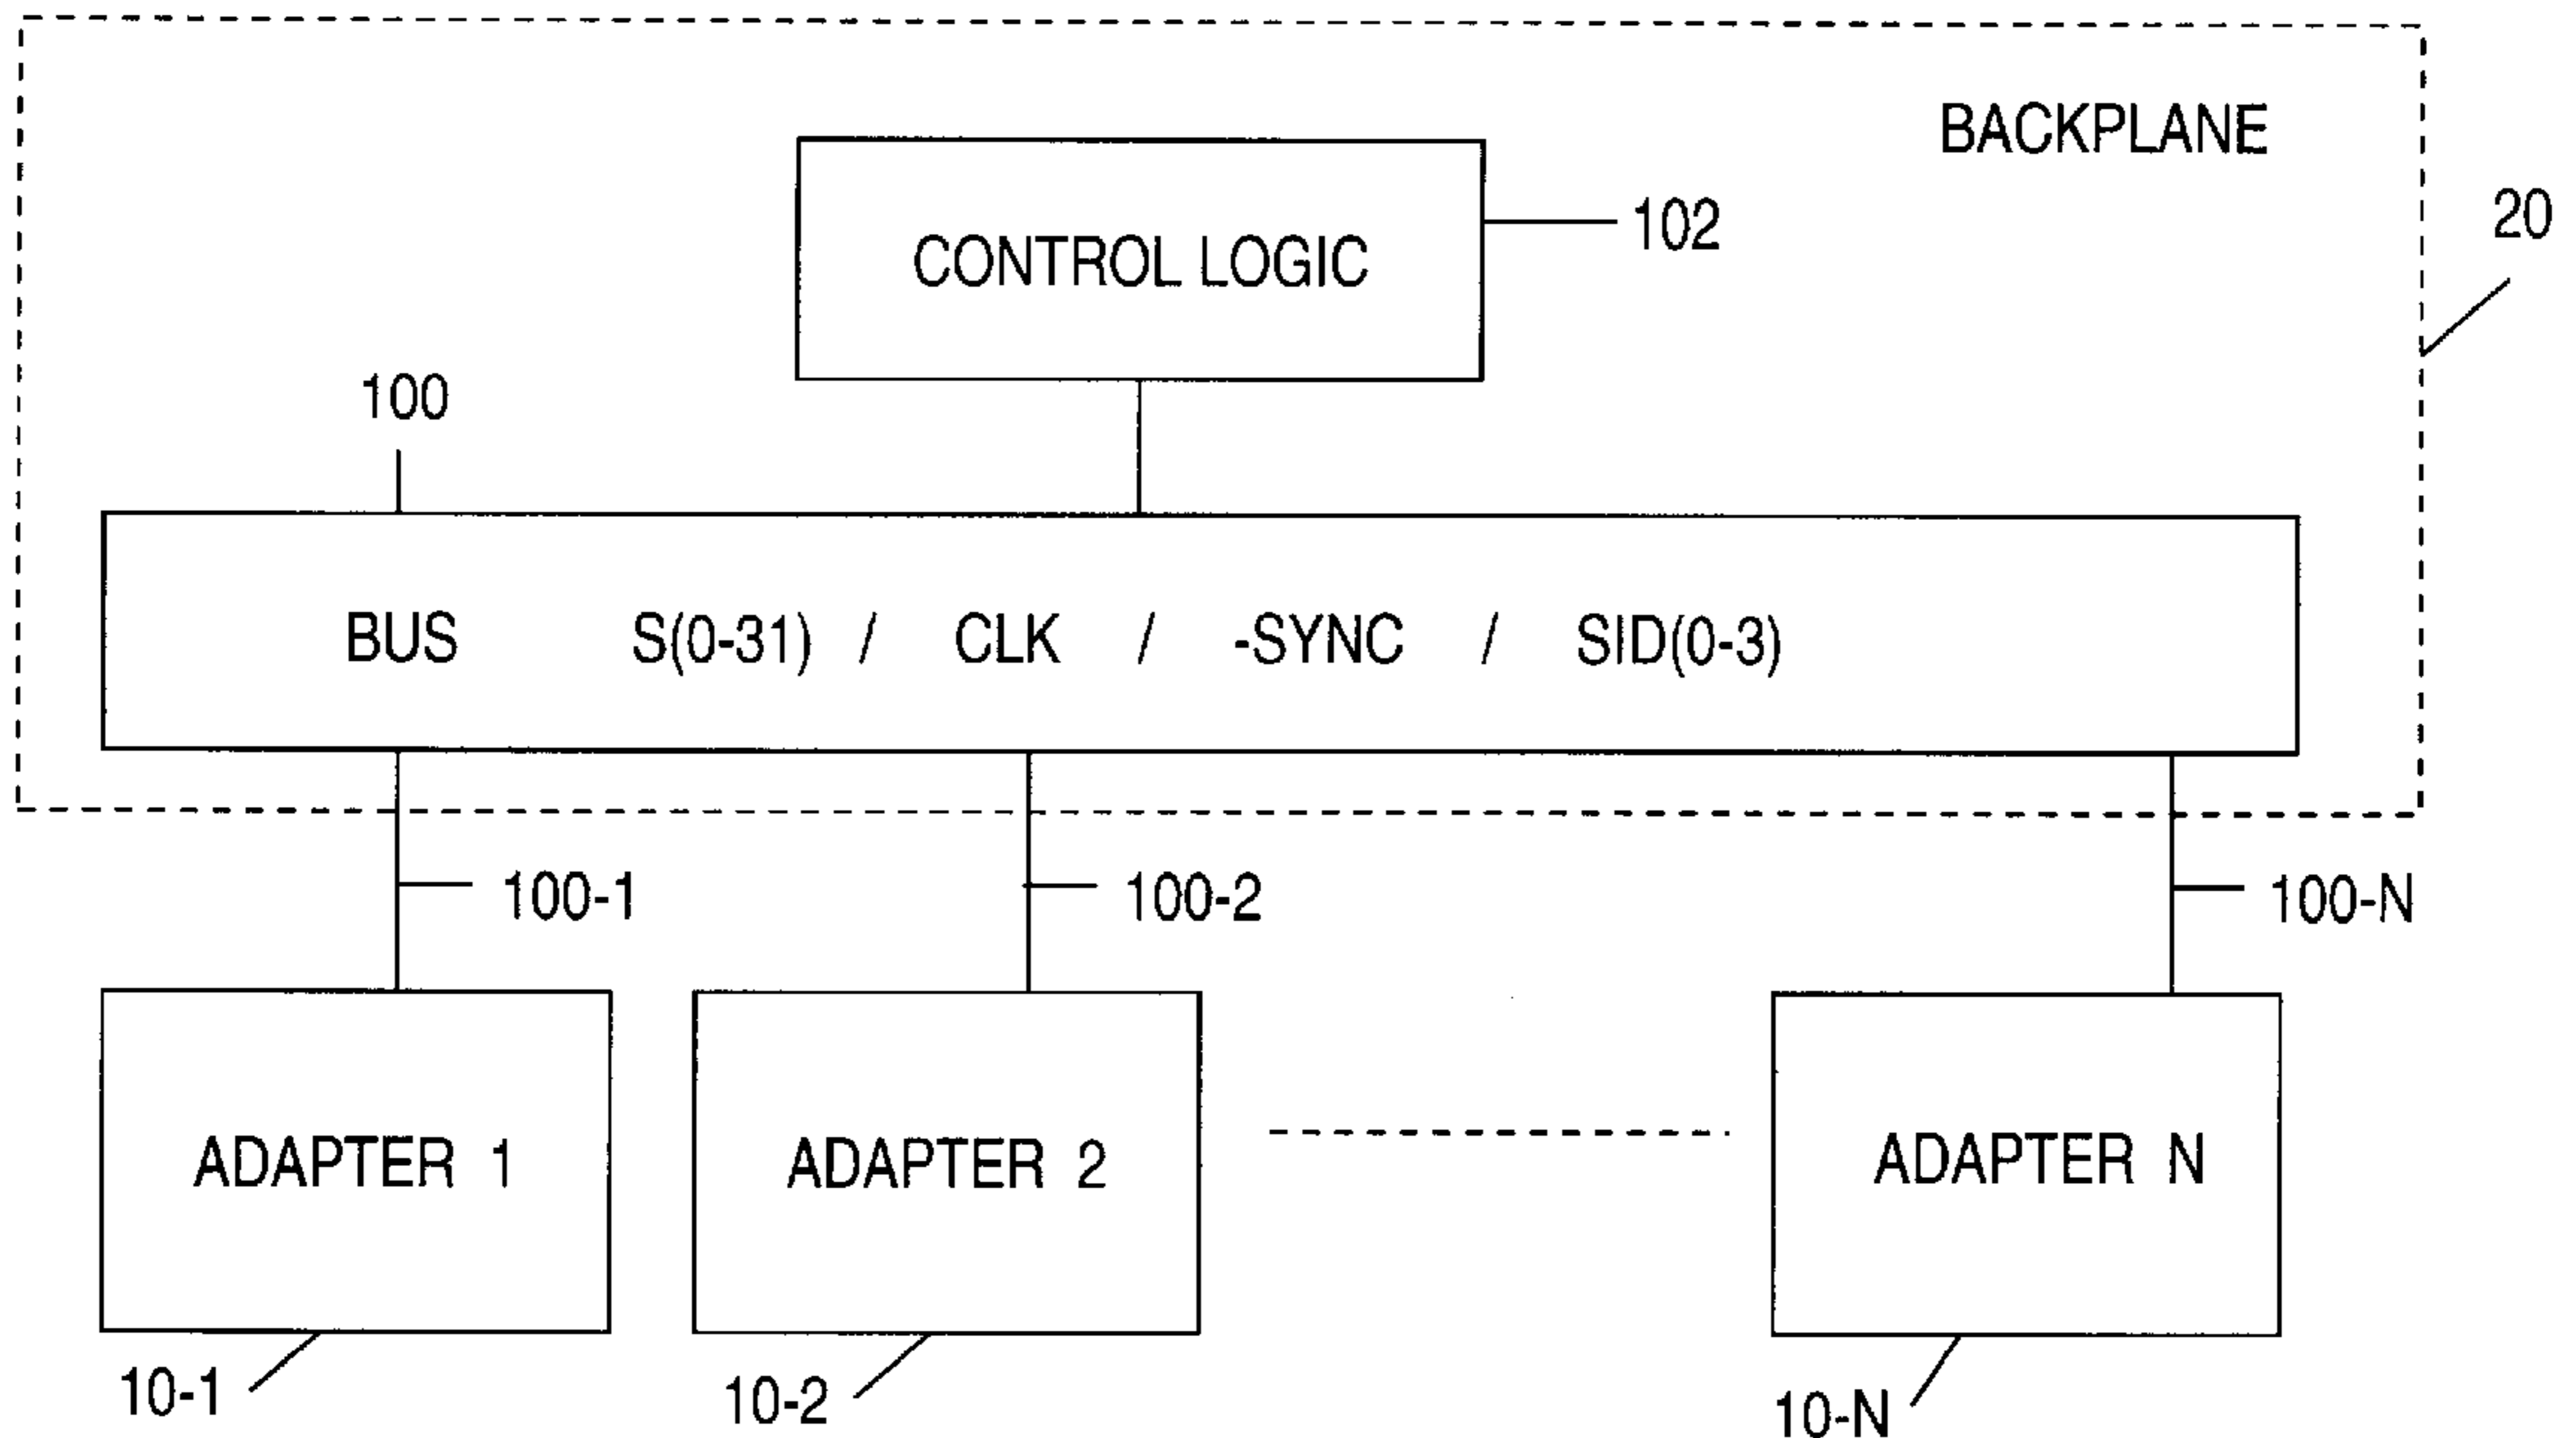 BACKPLANE
20
CONTROL LOGIC
102
100
BUS S(0-31) / CLK / -SYNC / SID(0-3)
100-1
100-2
100-N
ADAPTER 1
ADAPTER 2
ADAPTER N
10-1
10-2
10-N